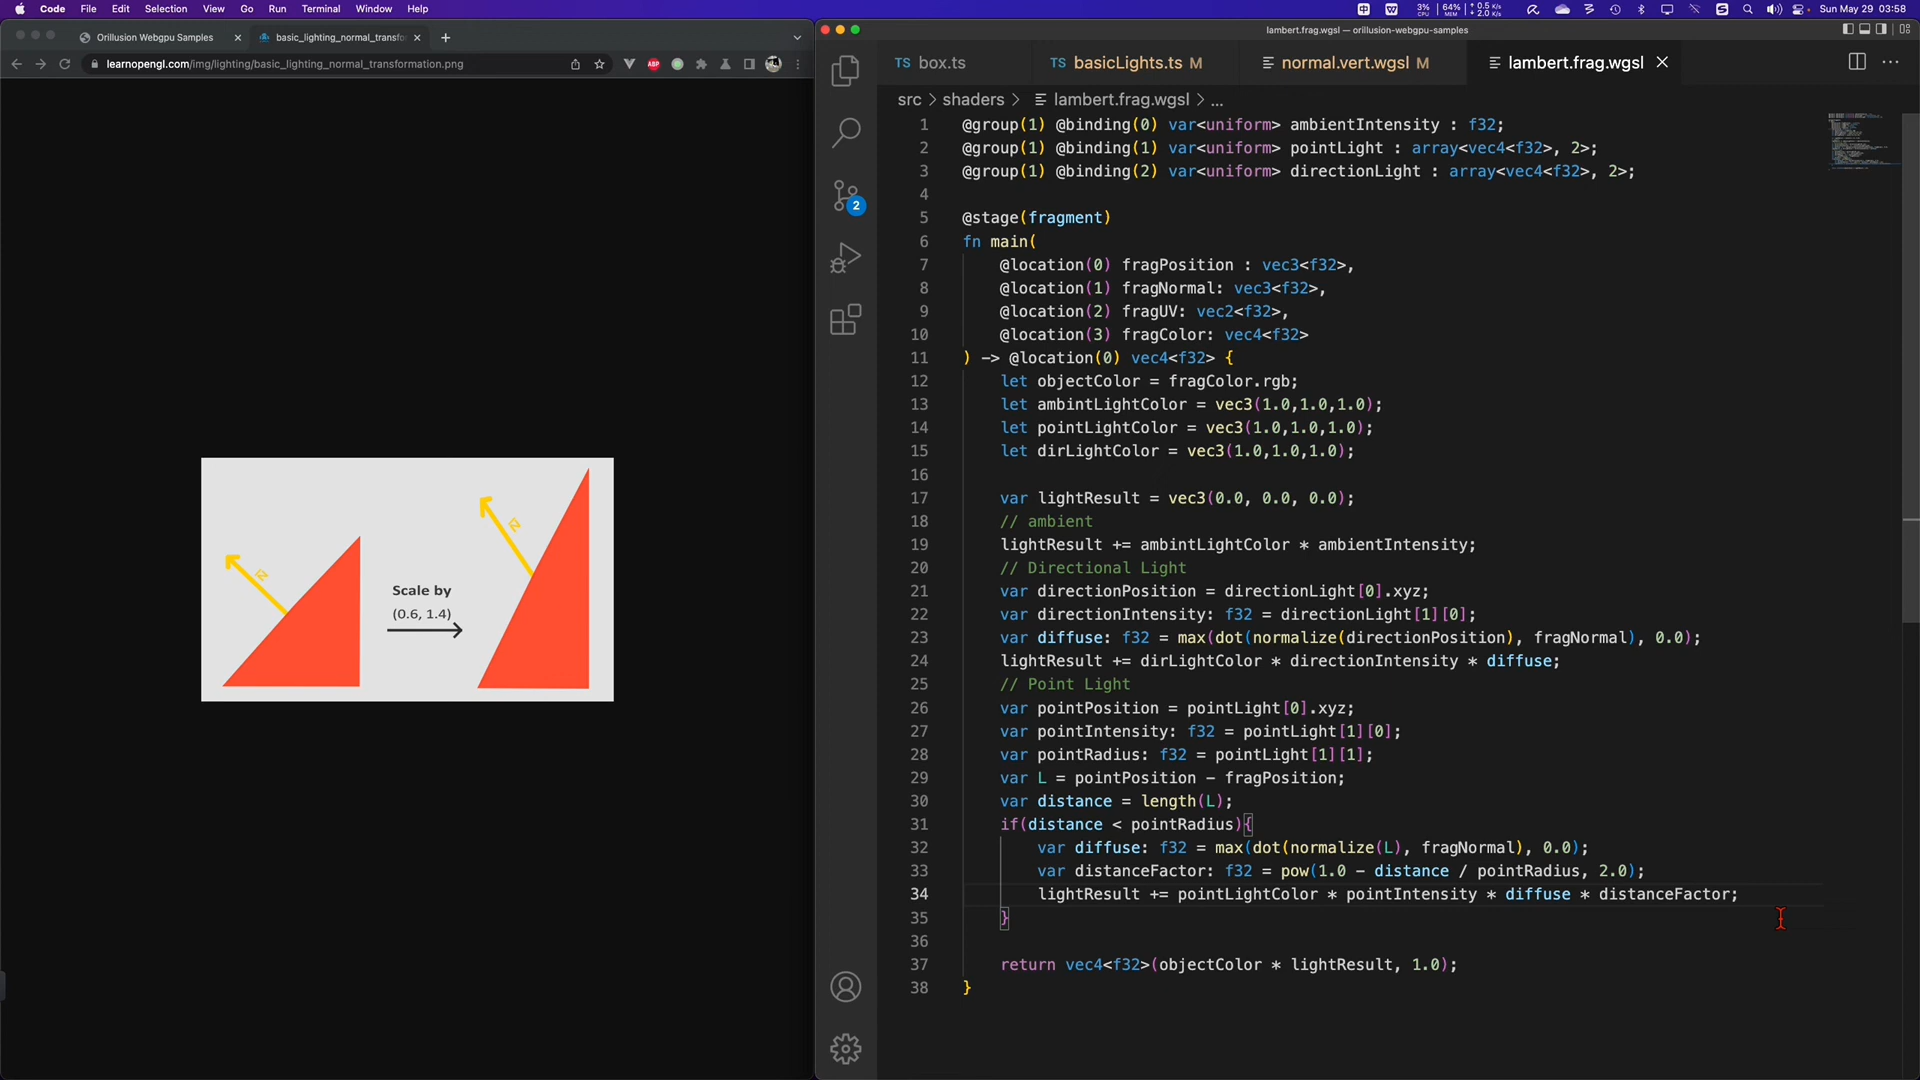 Code File Edit Selection View Go Run Terminal Window Help
3% CPU 64% MEM 0.5 K/s 2.0 K/s Sun May 29 03:58
Orillusion Webgpu Samples
basic_lighting_normal_transfo
learnopengl.com/img/lighting/basic_lighting_normal_transformation.png
N
N
Scale by
(0.6, 1.4)
lambert.frag.wgsl — orillusion-webgpu-samples
TS box.ts
TS basicLights.ts M
normal.vert.wgsl M
lambert.frag.wgsl
src > shaders > lambert.frag.wgsl > ...
2
1 @group(1) @binding(0) var<uniform> ambientIntensity : f32;
2 @group(1) @binding(1) var<uniform> pointLight : array<vec4<f32>, 2>;
3 @group(1) @binding(2) var<uniform> directionLight : array<vec4<f32>, 2>;
4
5 @stage(fragment)
6 fn main(
7 @location(0) fragPosition : vec3<f32>,
8 @location(1) fragNormal: vec3<f32>,
9 @location(2) fragUV: vec2<f32>,
10 @location(3) fragColor: vec4<f32>
11 ) -> @location(0) vec4<f32> {
12 let objectColor = fragColor.rgb;
13 let ambintLightColor = vec3(1.0,1.0,1.0);
14 let pointLightColor = vec3(1.0,1.0,1.0);
15 let dirLightColor = vec3(1.0,1.0,1.0);
16
17 var lightResult = vec3(0.0, 0.0, 0.0);
18 // ambient
19 lightResult += ambintLightColor * ambientIntensity;
20 // Directional Light
21 var directionPosition = directionLight[0].xyz;
22 var directionIntensity: f32 = directionLight[1][0];
23 var diffuse: f32 = max(dot(normalize(directionPosition), fragNormal), 0.0);
24 lightResult += dirLightColor * directionIntensity * diffuse;
25 // Point Light
26 var pointPosition = pointLight[0].xyz;
27 var pointIntensity: f32 = pointLight[1][0];
28 var pointRadius: f32 = pointLight[1][1];
29 var L = pointPosition - fragPosition;
30 var distance = length(L);
31 if(distance < pointRadius){
32 var diffuse: f32 = max(dot(normalize(L), fragNormal), 0.0);
33 var distanceFactor: f32 = pow(1.0 - distance / pointRadius, 2.0);
34 lightResult += pointLightColor * pointIntensity * diffuse * distanceFactor;
35 }
36
37 return vec4<f32>(objectColor * lightResult, 1.0);
38 }